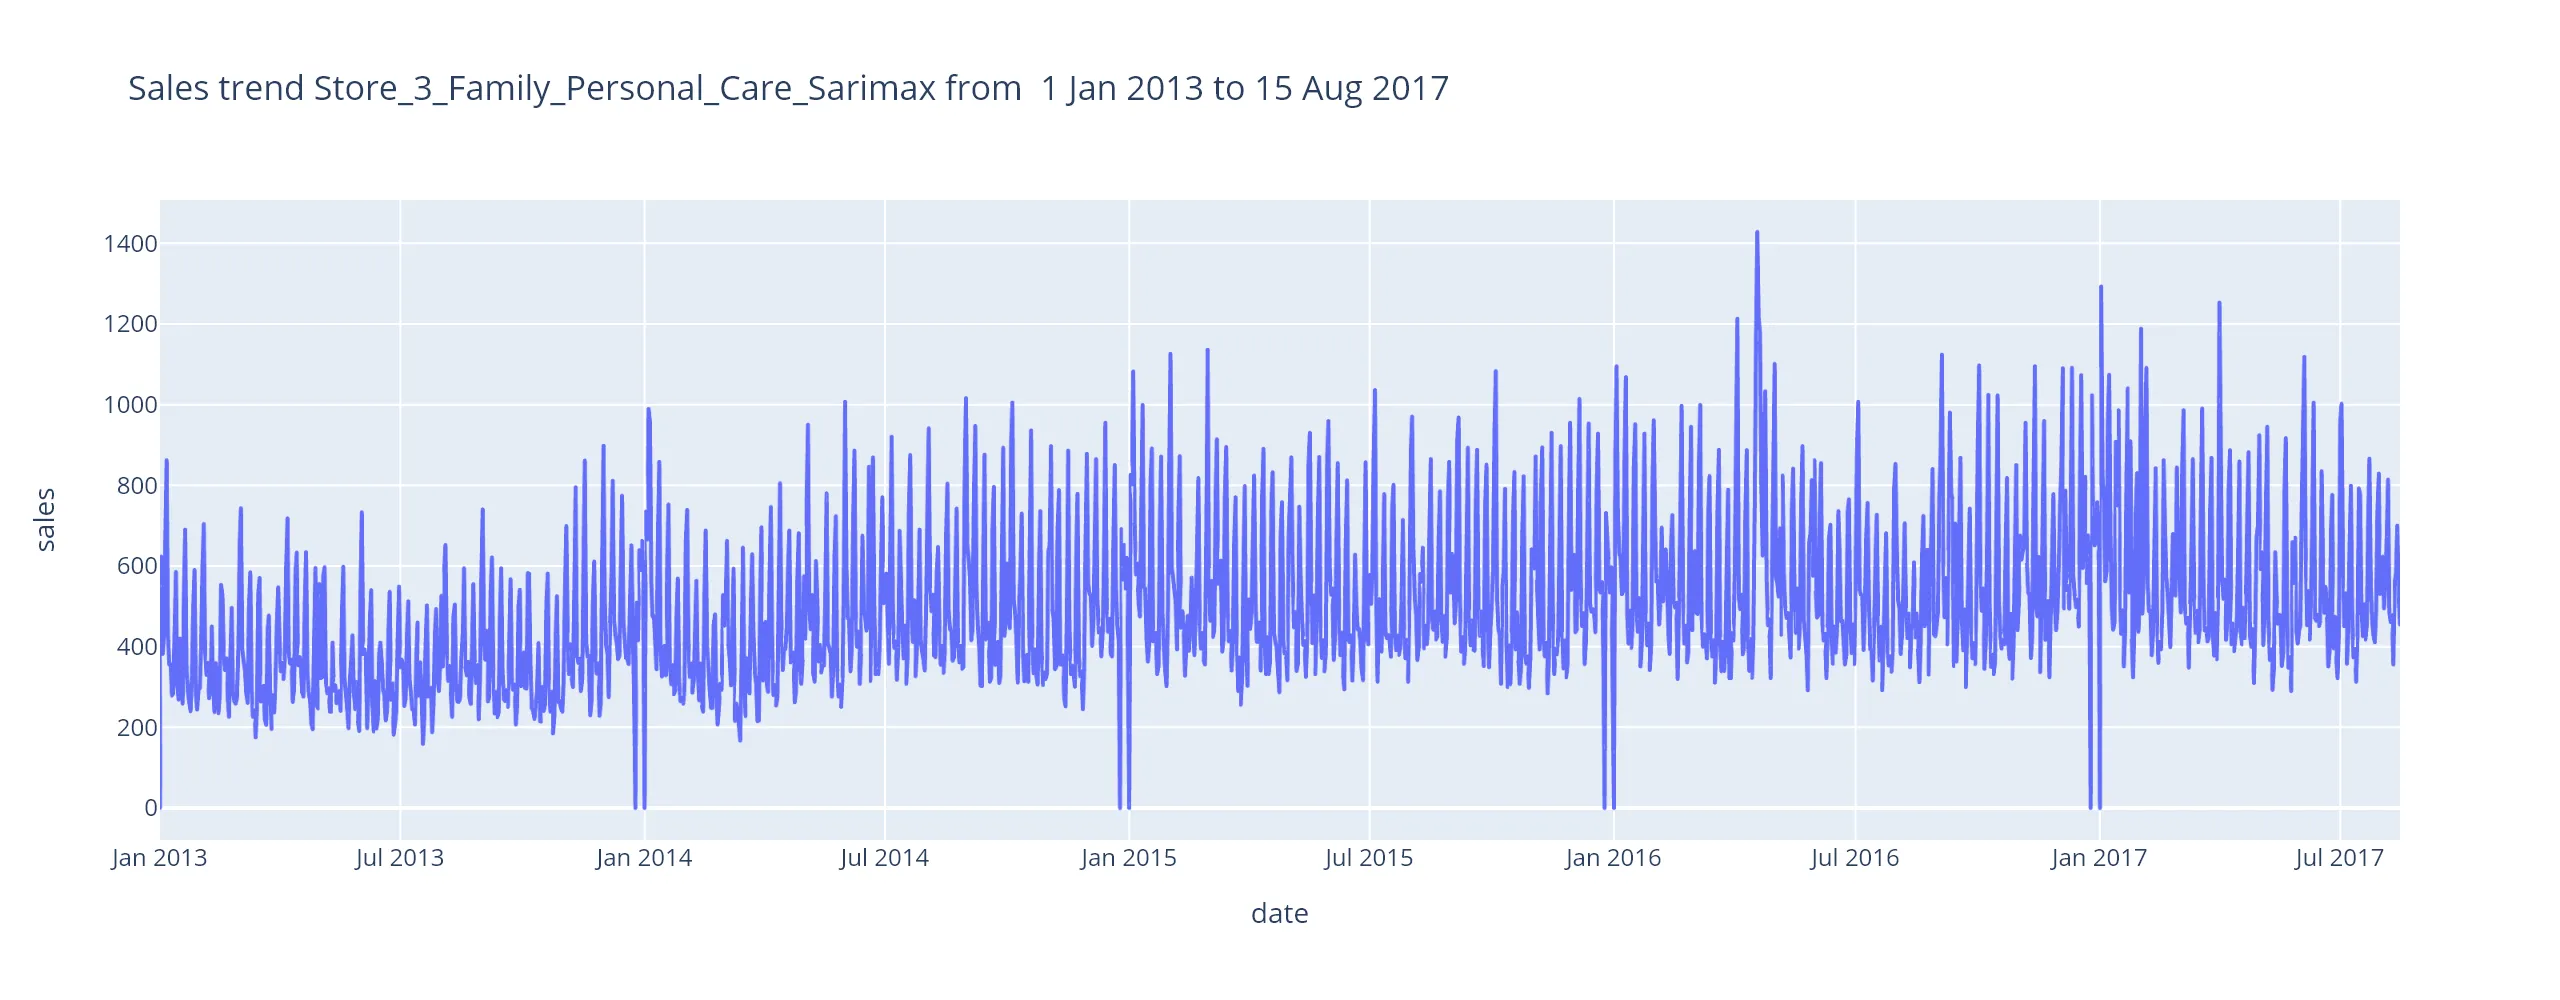 Sales trend Store_3_Family_Personal_Care_Sarimax from  1 Jan 2013 to 15 Aug 2017
1400
1200
1000
800
600
400
200
0
sales
Jan 2013 Jul 2013 Jan 2014 Jul 2014 Jan 2015 Jul 2015 Jan 2016 Jul 2016 Jan 2017 Jul 2017
date